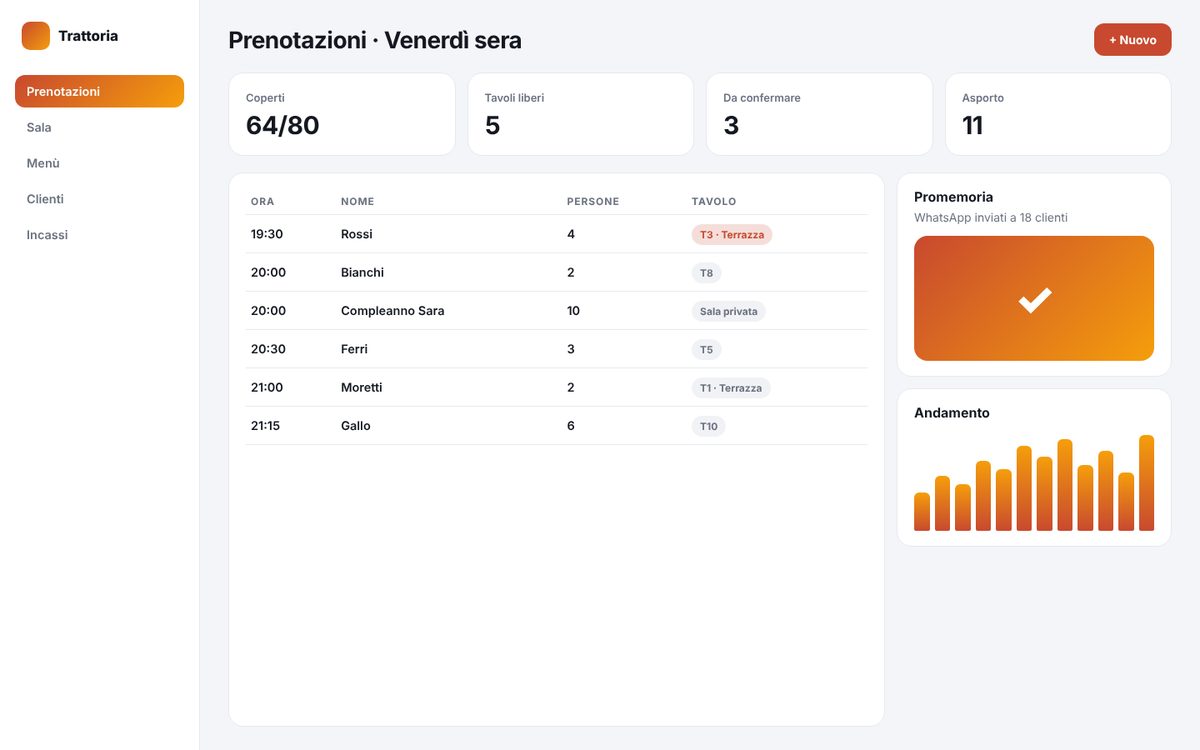 Trattoria
Prenotazioni
Sala
Menù
Clienti
Incassi
Prenotazioni · Venerdì sera
+ Nuovo
Coperti
64/80
Tavoli liberi
5
Da confermare
3
Asporto
11
ORA NOME PERSONE TAVOLO
19:30 Rossi 4 T3 · Terrazza
20:00 Bianchi 2 T8
20:00 Compleanno Sara 10 Sala privata
20:30 Ferri 3 T5
21:00 Moretti 2 T1 · Terrazza
21:15 Gallo 6 T10
Promemoria
WhatsApp inviati a 18 clienti
Andamento